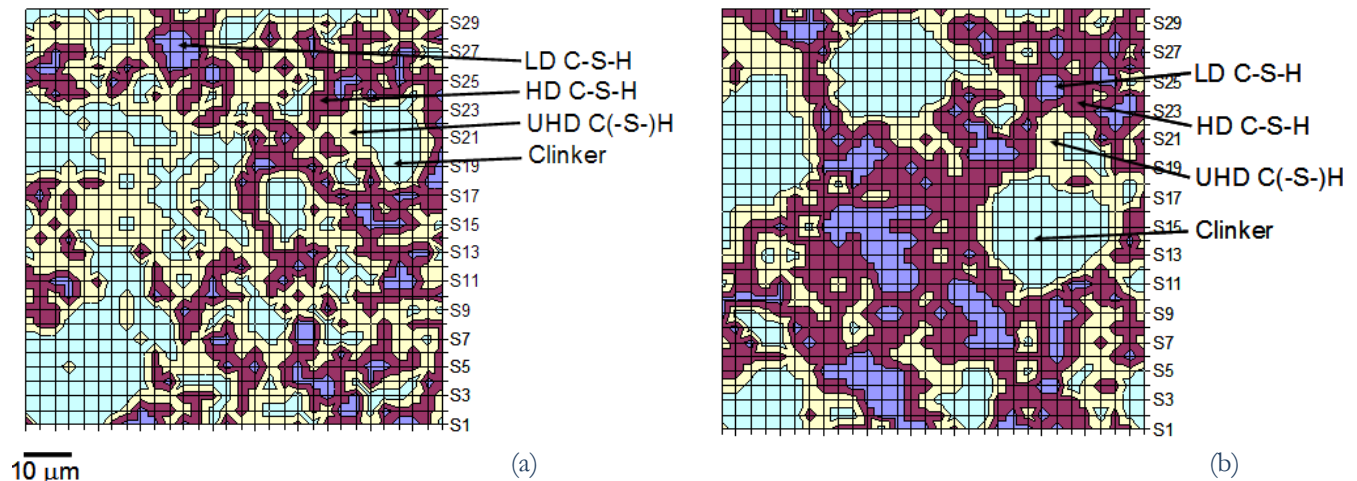 S29
S27
S25
S23
S21
S19
S17
S15
S13
S11
S9
S7
S5
S3
S1
LD C-S-H
HD C-S-H
UHD C(-S-)H
Clinker
10 µm
(a)
S29
S27
S25
S23
S21
S19
S17
S15
S13
S11
S9
S7
S5
S3
S1
LD C-S-H
HD C-S-H
UHD C(-S-)H
Clinker
(b)